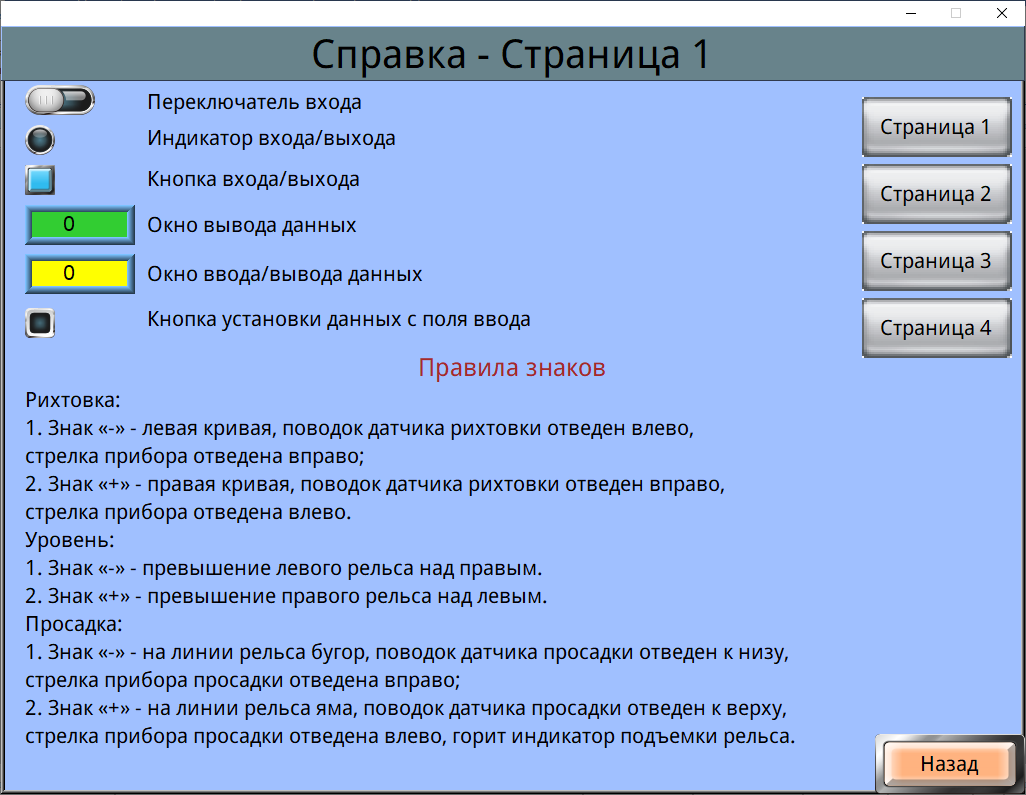 Справка - Страница 1
Переключатель входа
Индикатор входа/выхода
Кнопка входа/выхода
0
Окно вывода данных
0
Окно ввода/вывода данных
Кнопка установки данных с поля ввода
Страница 1
Страница 2
Страница 3
Страница 4
Правила знаков
Рихтовка:
1. Знак «-» - левая кривая, поводок датчика рихтовки отведен влево,
стрелка прибора отведена вправо;
2. Знак «+» - правая кривая, поводок датчика рихтовки отведен вправо,
стрелка прибора отведена влево.
Уровень:
1. Знак «-» - превышение левого рельса над правым.
2. Знак «+» - превышение правого рельса над левым.
Просадка:
1. Знак «-» - на линии рельса бугор, поводок датчика просадки отведен к низу,
стрелка прибора просадки отведена вправо;
2. Знак «+» - на линии рельса яма, поводок датчика просадки отведен к верху,
стрелка прибора просадки отведена влево, горит индикатор подъемки рельса.
Назад